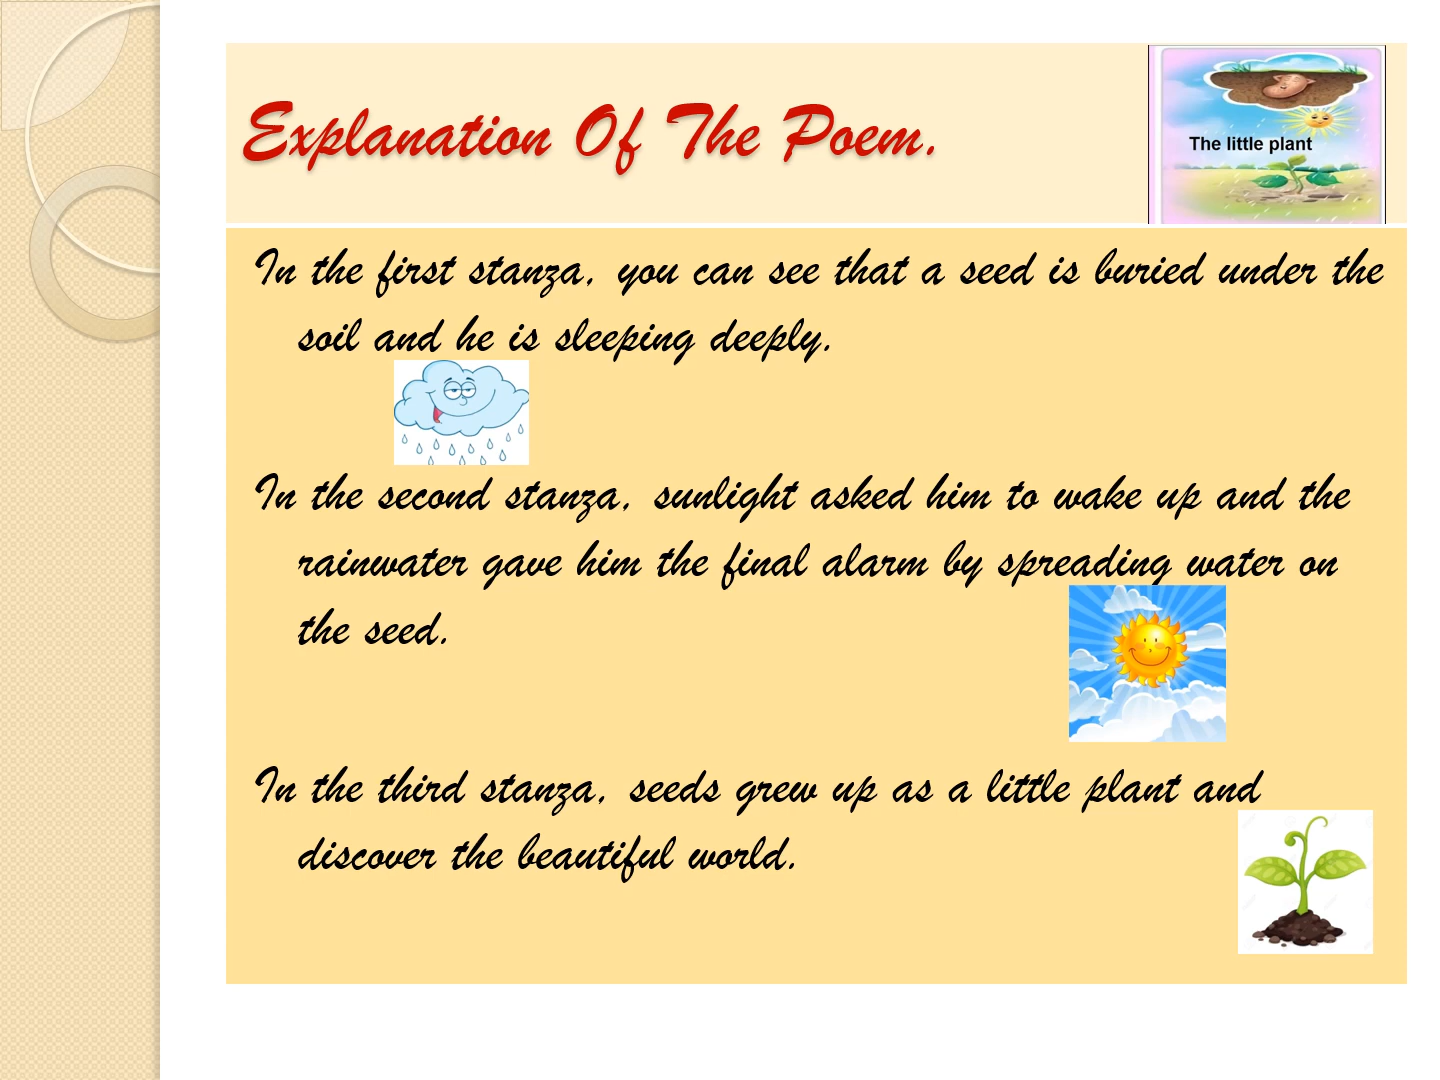 Explanation Of The Poem.
The little plant
In the first stanza, you can see that a seed is buried under the
soil and he is sleeping deeply.
In the second stanza, sunlight asked him to wake up and the
rainwater gave him the final alarm by spreading water on
the seed.
In the third stanza, seeds grew up as a little plant and
discover the beautiful world.